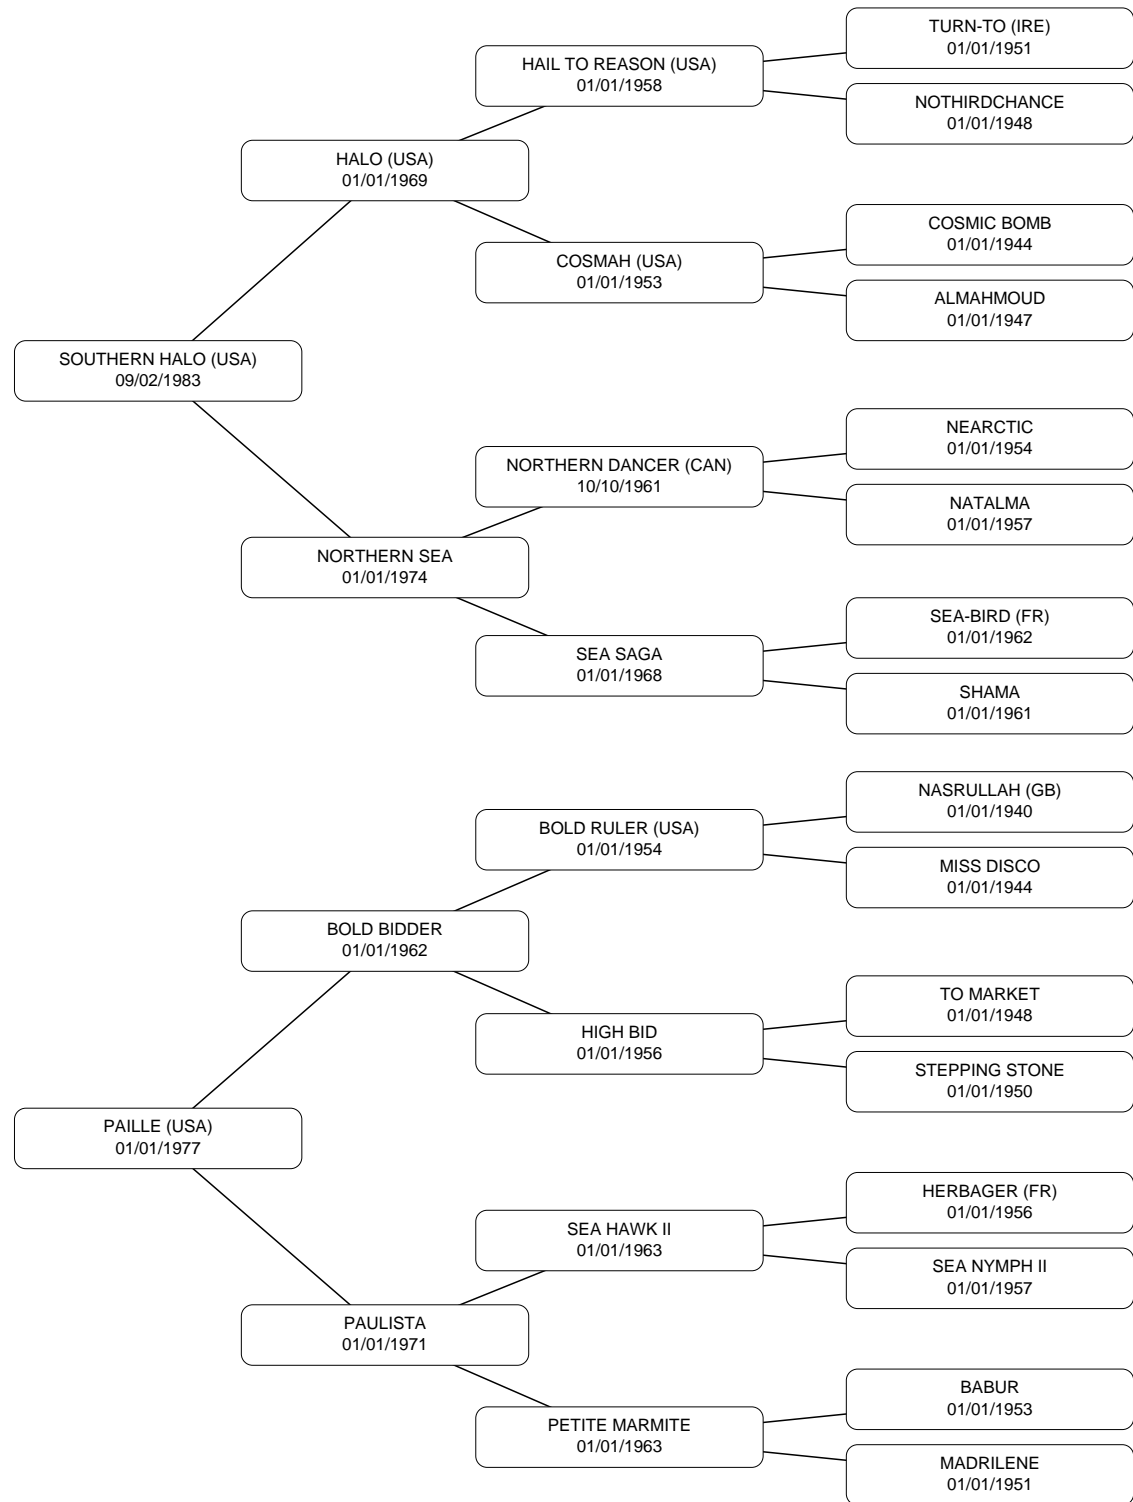 TURN-TO (IRE)
01/01/1951
HAIL TO REASON (USA)
01/01/1958
NOTHIRDCHANCE
01/01/1948
HALO (USA)
01/01/1969
COSMIC BOMB
01/01/1944
COSMAH (USA)
01/01/1953
ALMAHMOUD
01/01/1947
SOUTHERN HALO (USA)
09/02/1983
NEARCTIC
01/01/1954
NORTHERN DANCER (CAN)
10/10/1961
NATALMA
01/01/1957
NORTHERN SEA
01/01/1974
SEA-BIRD (FR)
01/01/1962
SEA SAGA
01/01/1968
SHAMA
01/01/1961
NASRULLAH (GB)
01/01/1940
BOLD RULER (USA)
01/01/1954
MISS DISCO
01/01/1944
BOLD BIDDER
01/01/1962
TO MARKET
01/01/1948
HIGH BID
01/01/1956
STEPPING STONE
01/01/1950
PAILLE (USA)
01/01/1977
HERBAGER (FR)
01/01/1956
SEA HAWK II
01/01/1963
SEA NYMPH II
01/01/1957
PAULISTA
01/01/1971
BABUR
01/01/1953
PETITE MARMITE
01/01/1963
MADRILENE
01/01/1951